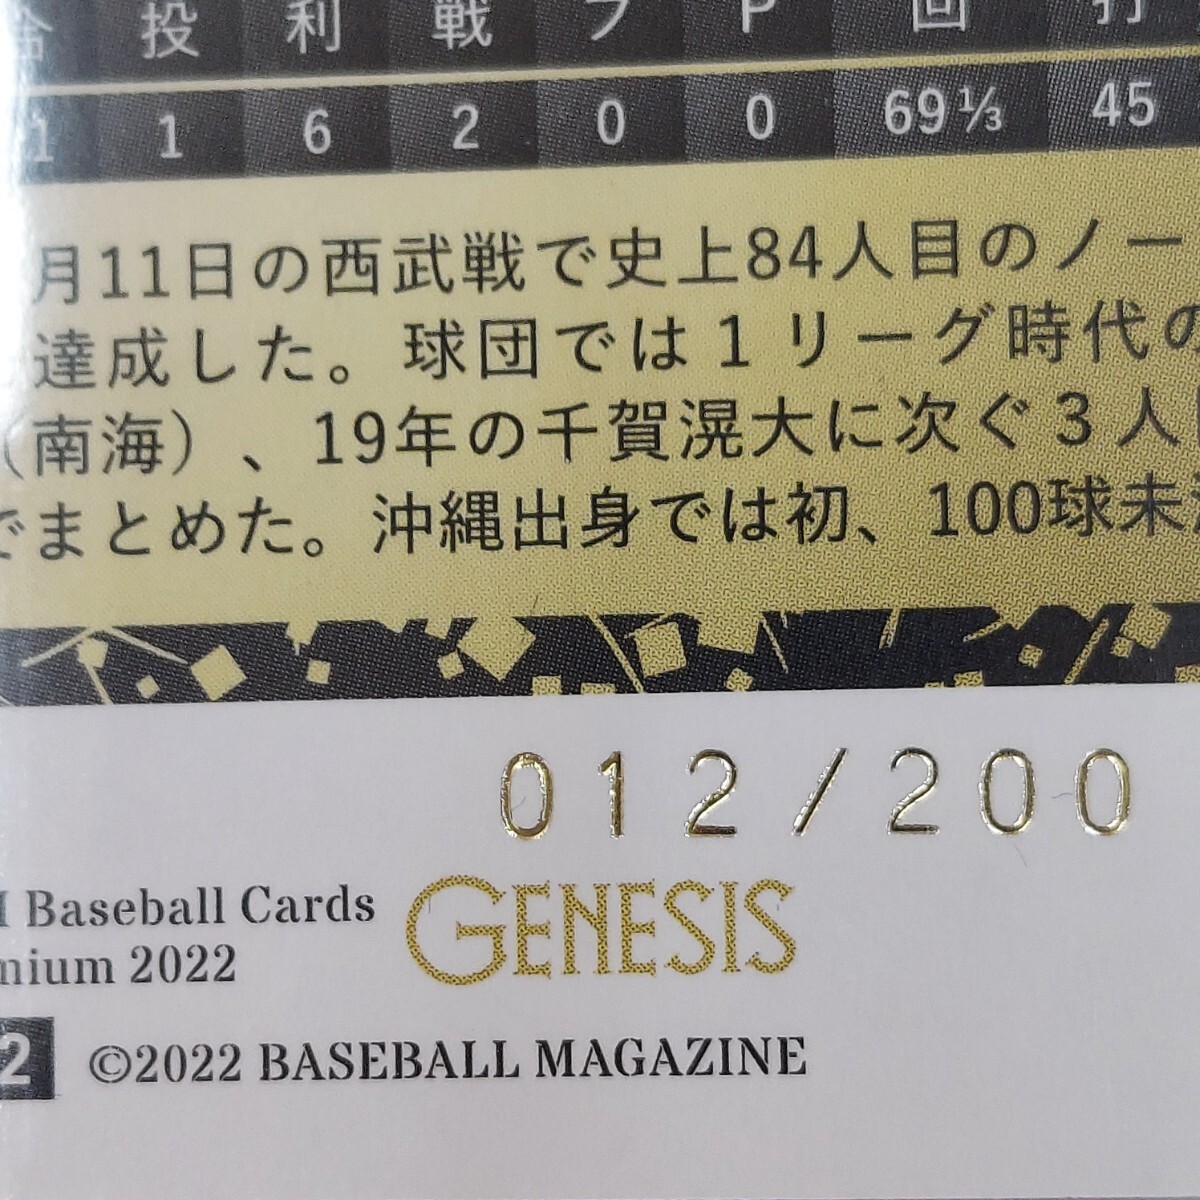 投 利 戦 フ P 回 打
1 1 6 2 0 0 69⅓ 45
月11日の西武戦で史上84人目のノー
達成した。球団では1リーグ時代の
（南海）、19年の千賀滉大に次ぐ3人
でまとめた。沖縄出身では初、100球未
012/200
Baseball Cards
mium 2022
GENESIS
2
©2022 BASEBALL MAGAZINE